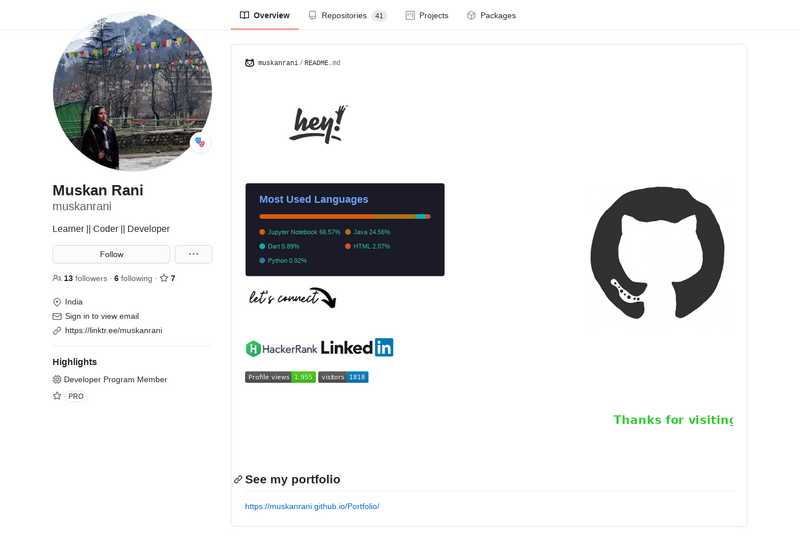 Overview Repositories 41 Projects Packages
muskanrani / README.md
hey!
Muskan Rani
muskanrani
Learner || Coder || Developer
Follow
13 followers · 6 following · 7
India
Sign in to view email
https://linktr.ee/muskanrani
Highlights
Developer Program Member
PRO
Most Used Languages
Jupyter Notebook 66.57% Java 24.56%
Dart 5.89% HTML 2.07%
Python 0.92%
let's connect
HackerRank LinkedIn
Profile views 1,955 visitors 1818
Thanks for visiting
See my portfolio
https://muskanrani.github.io/Portfolio/